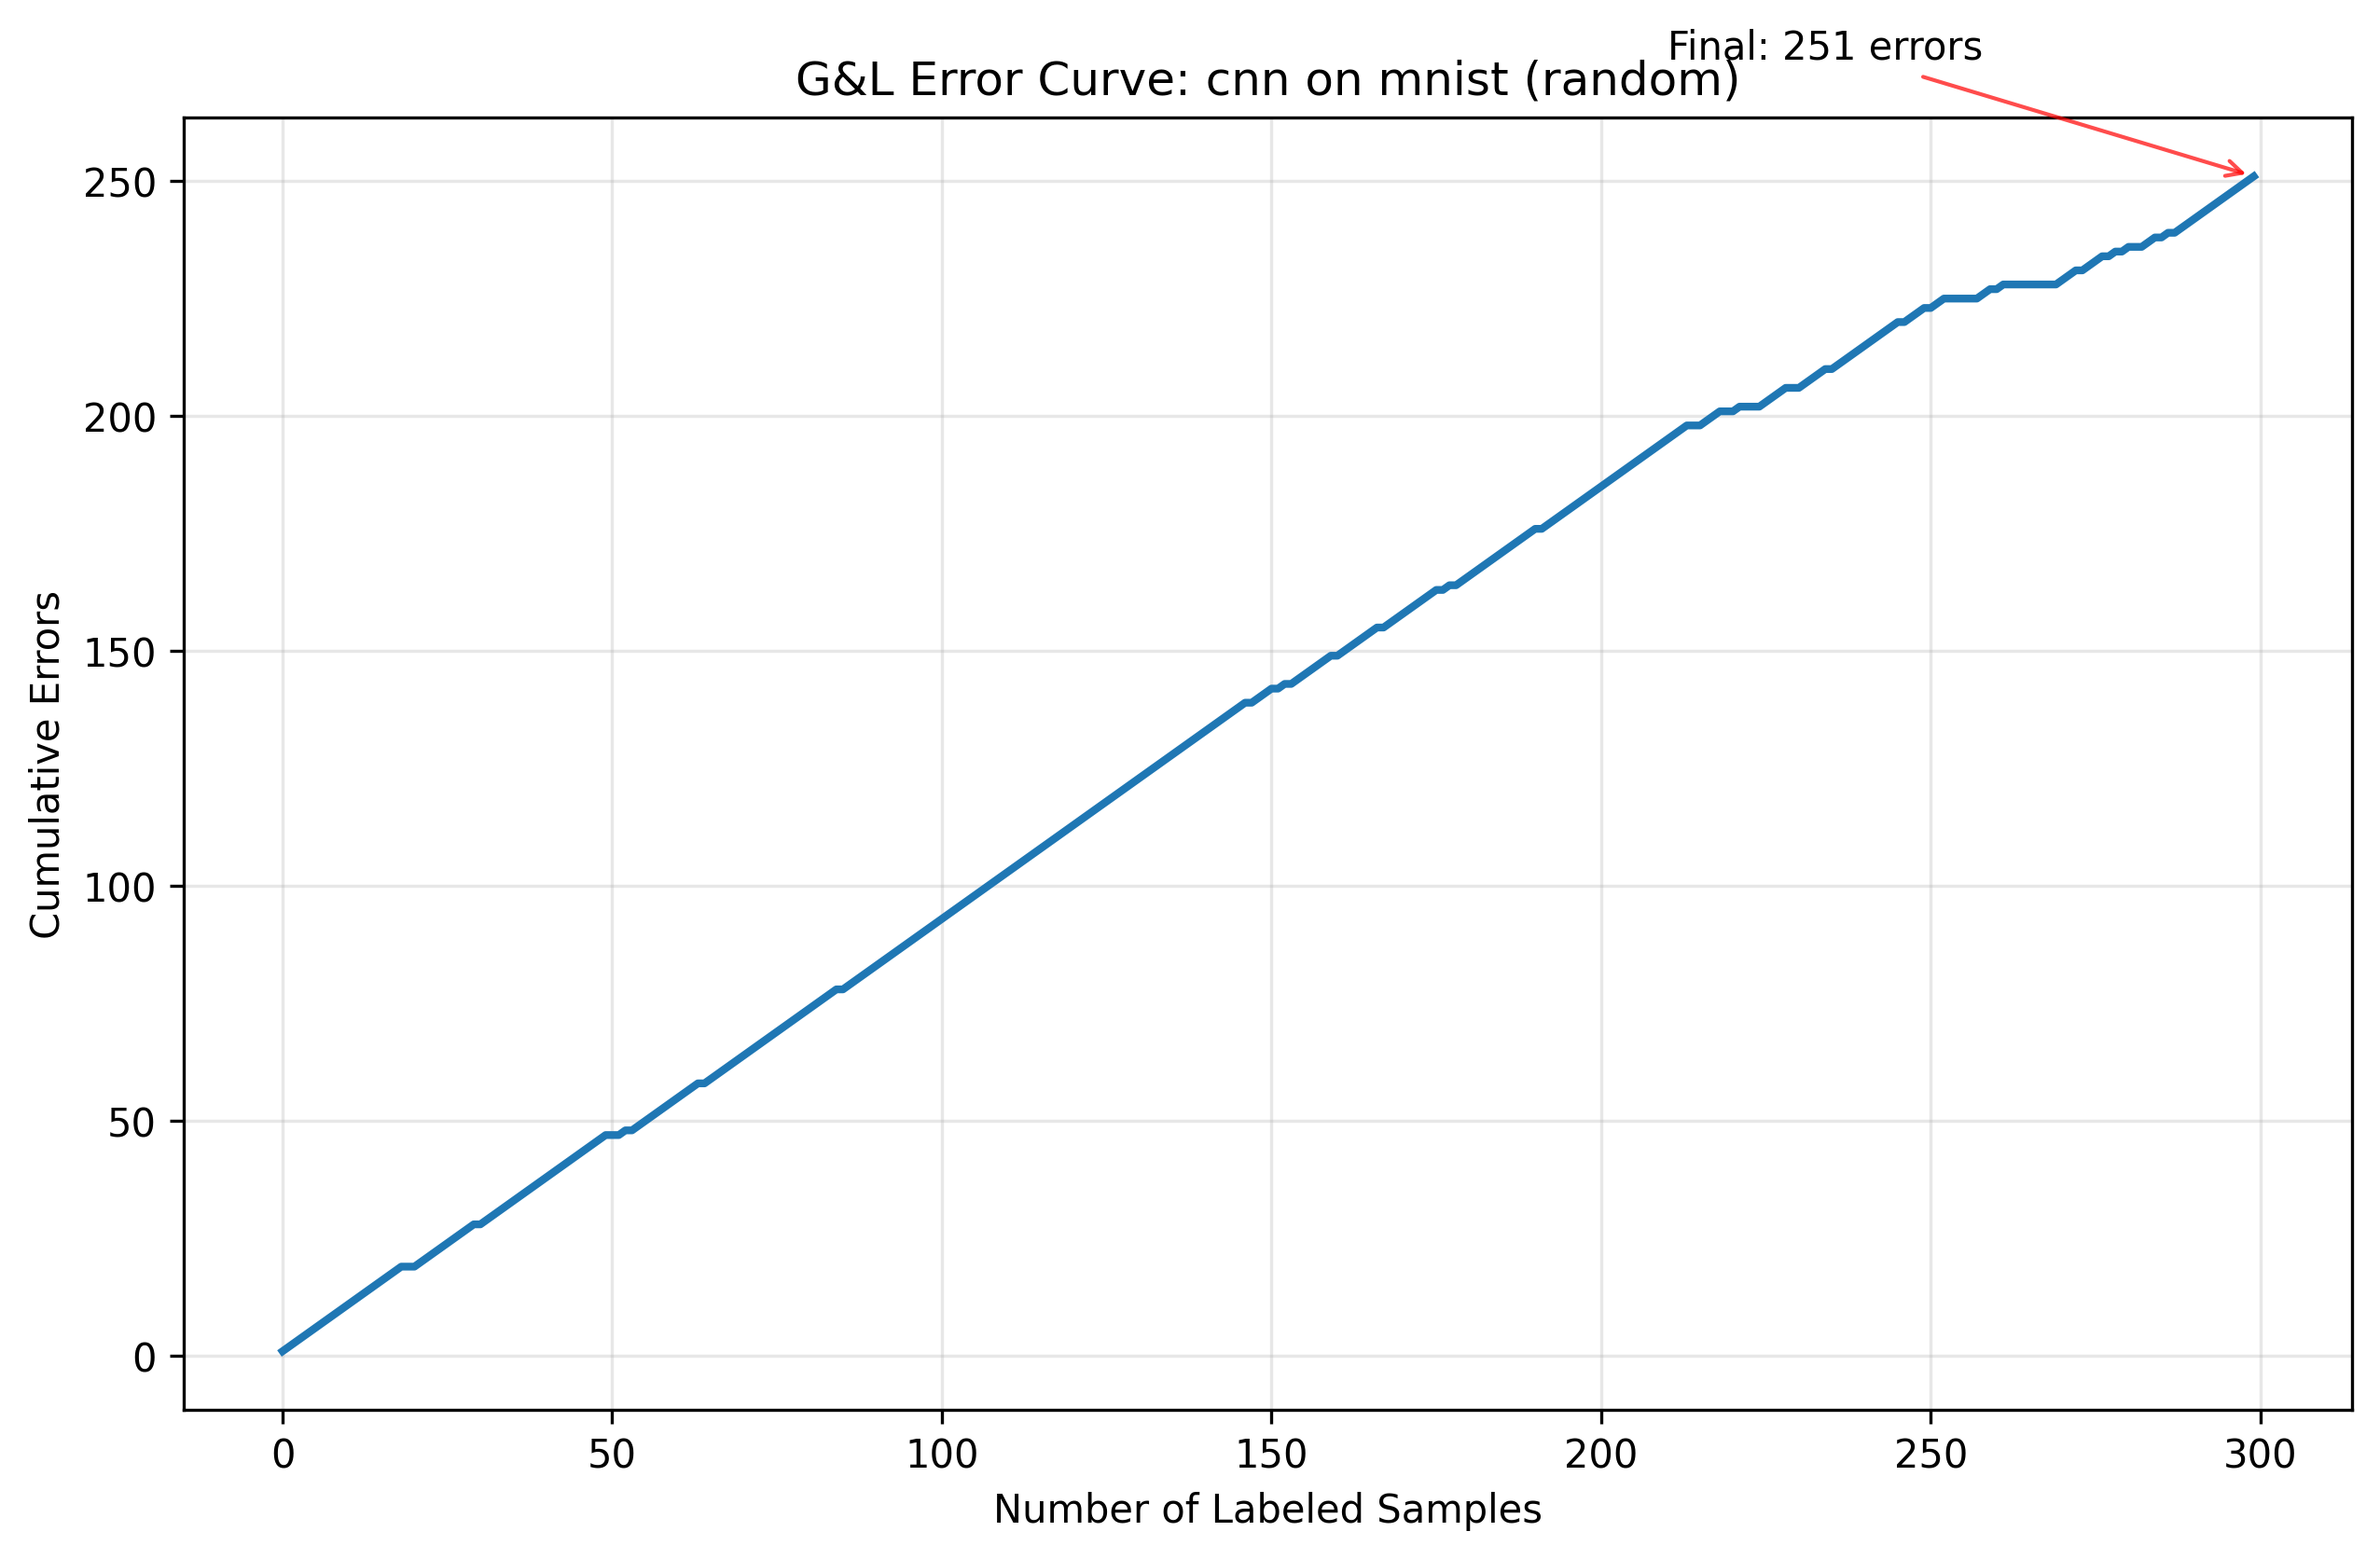 Final: 251 errors
G&L Error Curve: cnn on mnist (random)
Cumulative Errors
250
200
150
100
50
0
0 50 100 150 200 250 300
Number of Labeled Samples